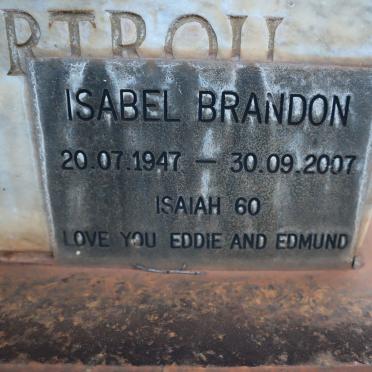 ISABEL BRANDON
20.07.1947 – 30.09.2007
ISAIAH 60
LOVE YOU EDDIE AND EDMUND